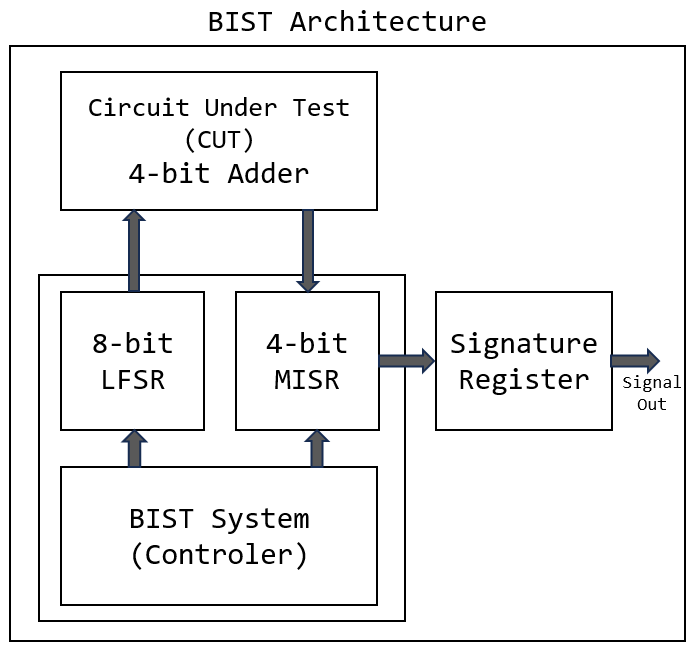 BIST Architecture
Circuit Under Test
(CUT)
4-bit Adder
8-bit
LFSR
4-bit
MISR
Signature
Register
Signal
Out
BIST System
(Controler)